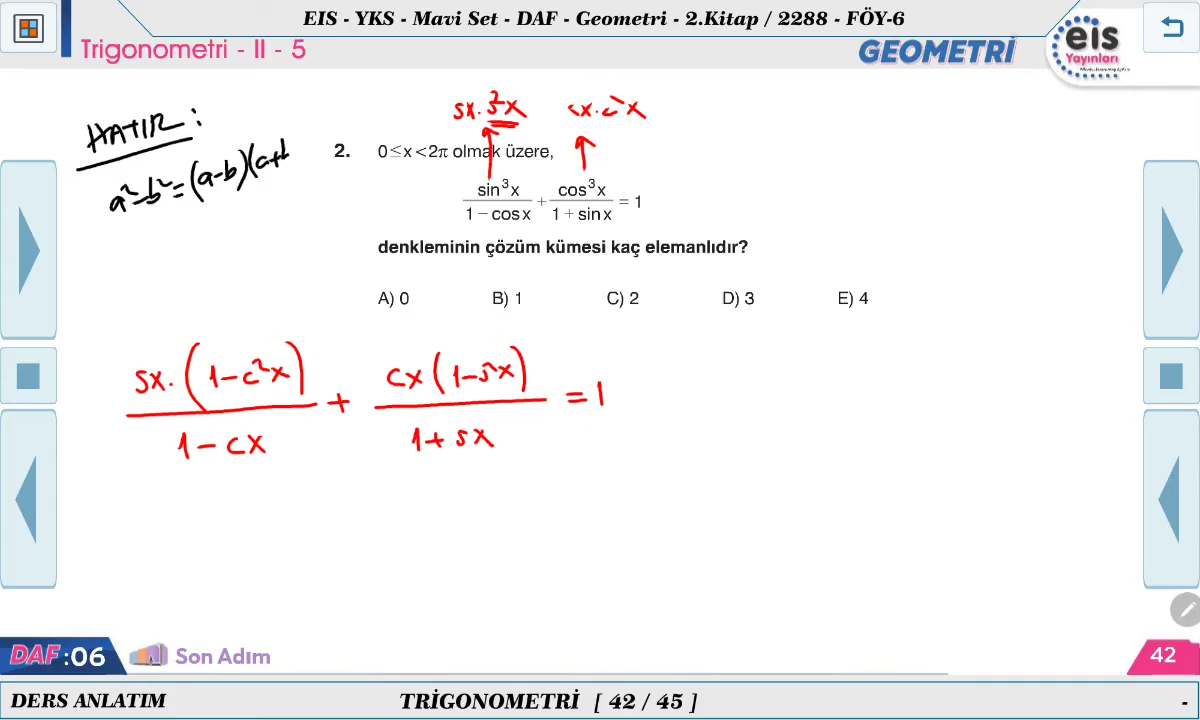 EIS - YKS - Mavi Set - DAF - Geometri - 2.Kitap / 2288 - FÖY-6
Trigonometri - II - 5
GEOMETRİ
eis
Yayınları
HATIR :
a²-b²=(a-b)(a+b
sx.s²x cx.c²x
2. 0≤x<2π olmak üzere,
sin³x/(1-cosx) + cos³x/(1+sinx) = 1
denkleminin çözüm kümesi kaç elemanlıdır?
A) 0 B) 1 C) 2 D) 3 E) 4
sx.(1-c²x)/(1-cx) + cx(1-s²x)/(1+sx) = 1
DAF:06 Son Adım
42
DERS ANLATIM TRİGONOMETRİ [ 42 / 45 ] -